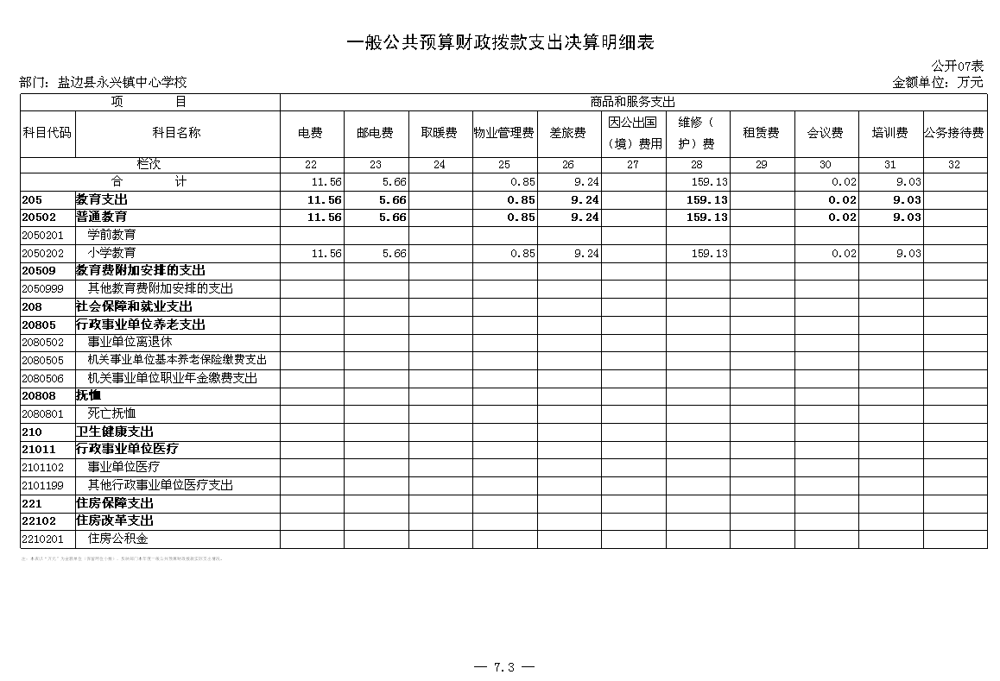 一般公共预算财政拨款支出决算明细表
公开07表
部门：盐边县永兴镇中心学校 金额单位：万元
项 目 商品和服务支出
科目代码 科目名称 电费 邮电费 取暖费 物业管理费 差旅费 因公出国（境）费用 维修（护）费 租赁费 会议费 培训费 公务接待费
栏次 22 23 24 25 26 27 28 29 30 31 32
合 计 11.56 5.66 0.85 9.24 159.13 0.02 9.03
205 教育支出 11.56 5.66 0.85 9.24 159.13 0.02 9.03
20502 普通教育 11.56 5.66 0.85 9.24 159.13 0.02 9.03
2050201 学前教育
2050202 小学教育 11.56 5.66 0.85 9.24 159.13 0.02 9.03
20509 教育费附加安排的支出
2050999 其他教育费附加安排的支出
208 社会保障和就业支出
20805 行政事业单位养老支出
2080502 事业单位离退休
2080505 机关事业单位基本养老保险缴费支出
2080506 机关事业单位职业年金缴费支出
20808 抚恤
2080801 死亡抚恤
210 卫生健康支出
21011 行政事业单位医疗
2101102 事业单位医疗
2101199 其他行政事业单位医疗支出
221 住房保障支出
22102 住房改革支出
2210201 住房公积金
— 7.3 —